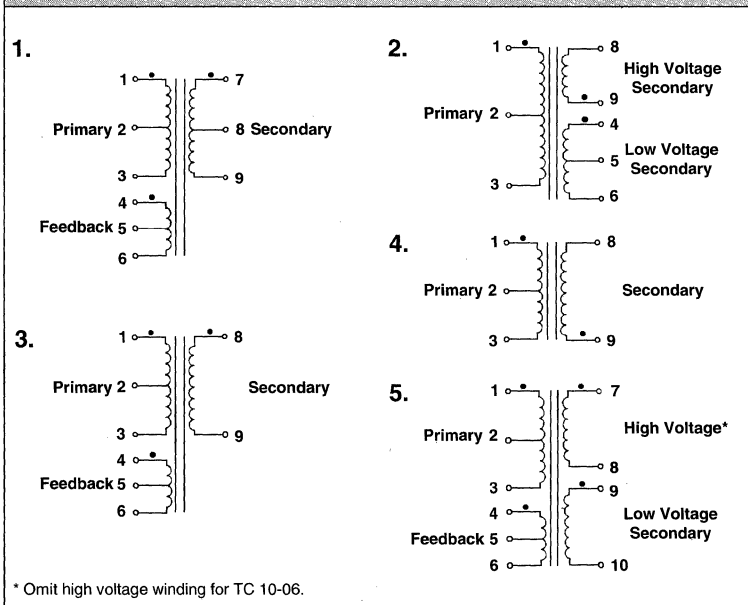 1.
1
7
Primary 2
8 Secondary
3
9
4
Feedback 5
6
2.
1
8
High Voltage
Secondary
9
Primary 2
4
Low Voltage
5
Secondary
3
6
3.
1
8
Primary 2
Secondary
3
9
4
Feedback 5
6
4.
1
8
Primary 2
Secondary
3
9
5.
1
7
High Voltage*
Primary 2
8
3
9
4
Low Voltage
Secondary
Feedback 5
6
10
* Omit high voltage winding for TC 10-06.